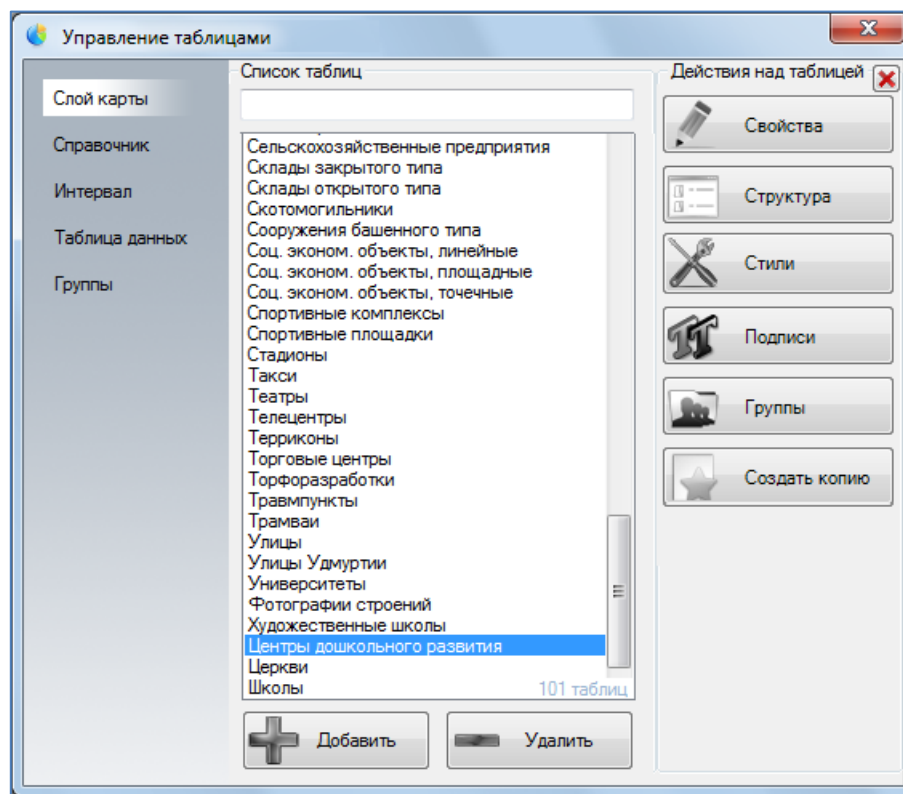 Управление таблицами
Слой карты
Справочник
Интервал
Таблица данных
Группы
Список таблиц
Сельскохозяйственные предприятия
Склады закрытого типа
Склады открытого типа
Скотомогильники
Сооружения башенного типа
Соц. эконом. объекты, линейные
Соц. эконом. объекты, площадные
Соц. эконом. объекты, точечные
Спортивные комплексы
Спортивные площадки
Стадионы
Такси
Театры
Телецентры
Терриконы
Торговые центры
Торфоразработки
Травмпункты
Трамваи
Улицы
Улицы Удмуртии
Университеты
Фотографии строений
Художественные школы
Центры дошкольного развития
Церкви
Школы
101 таблиц
Добавить
Удалить
Действия над таблицей
Свойства
Структура
Стили
Подписи
Группы
Создать копию